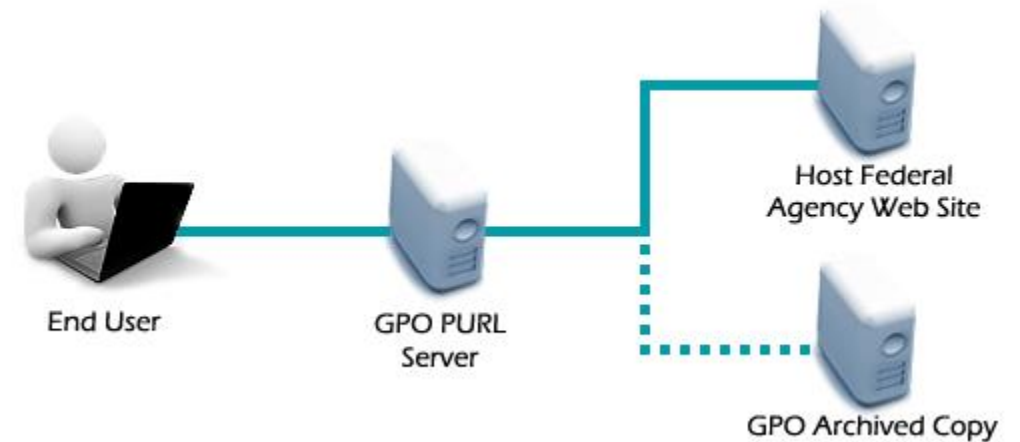 Host Federal
Agency Web Site
End User
GPO PURL
Server
GPO Archived Copy